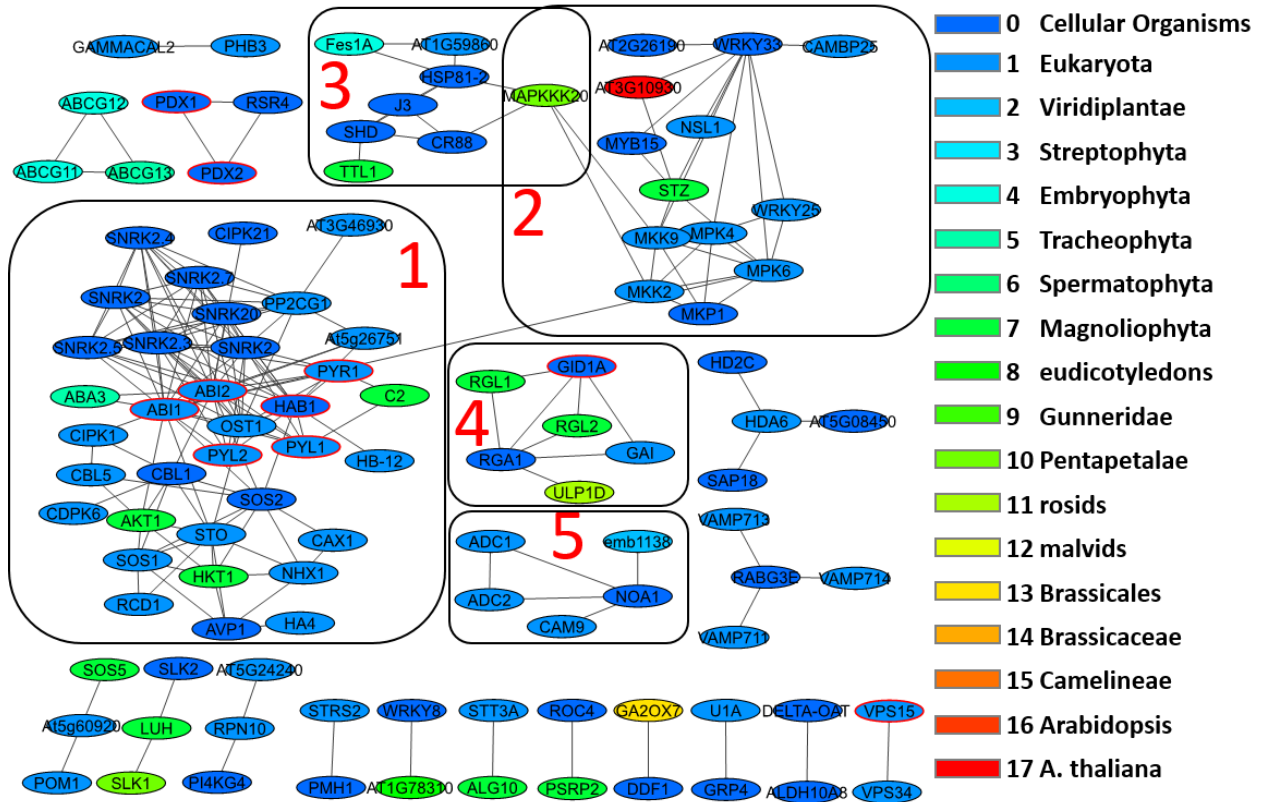 GAMMACAL2
PHB3
ABCG12
PDX1
RSR4
ABCG11
ABCG13
PDX2
3
Fes1A
AT1G59860
HSP81-2
MAPKKK20
J3
SHD
CR88
TTL1
2
AT2G26190
WRKY33
CAMBP25
AT3G10930
NSL1
MYB15
STZ
WRKY25
MKK9
MPK4
MPK6
MKK2
MKP1
1
SNRK2.4
CIPK21
AT3G46930
SNRK2.7
SNRK2
PP2CG1
SNRK20
At5g26751
SNRK2.5
SNRK2.3
SNRK2
PYR1
ABA3
ABI2
C2
ABI1
HAB1
OST1
CIPK1
PYL2
PYL1
HB-12
CBL5
CBL1
SOS2
CDPK6
AKT1
STO
CAX1
SOS1
HKT1
NHX1
RCD1
AVP1
HA4
4
GID1A
RGL1
RGL2
RGA1
GAI
ULP1D
5
ADC1
emb1138
ADC2
NOA1
CAM9
HD2C
HDA6
AT5G08450
SAP18
VAMP713
RABG3E
VAMP714
VAMP711
SOS5
SLK2
AT5G24240
At5g60920
LUH
RPN10
POM1
SLK1
PI4KG4
STRS2
WRKY8
STT3A
ROC4
GA2OX7
U1A
DELTA-OAT
VPS15
PMH1
AT1G78310
ALG10
PSRP2
DDF1
GRP4
ALDH10A8
VPS34
0 Cellular Organisms
1 Eukaryota
2 Viridiplantae
3 Streptophyta
4 Embryophyta
5 Tracheophyta
6 Spermatophyta
7 Magnoliophyta
8 eudicotyledons
9 Gunneridae
10 Pentapetalae
11 rosids
12 malvids
13 Brassicales
14 Brassicaceae
15 Camelineae
16 Arabidopsis
17 A. thaliana